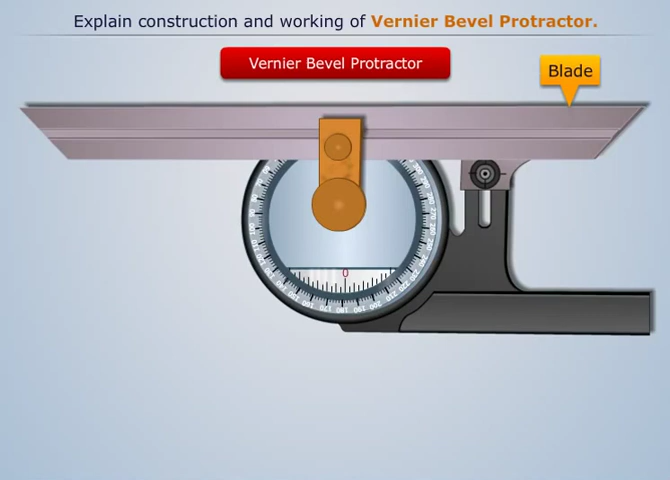 Explain construction and working of Vernier Bevel Protractor.
Vernier Bevel Protractor
Blade
0